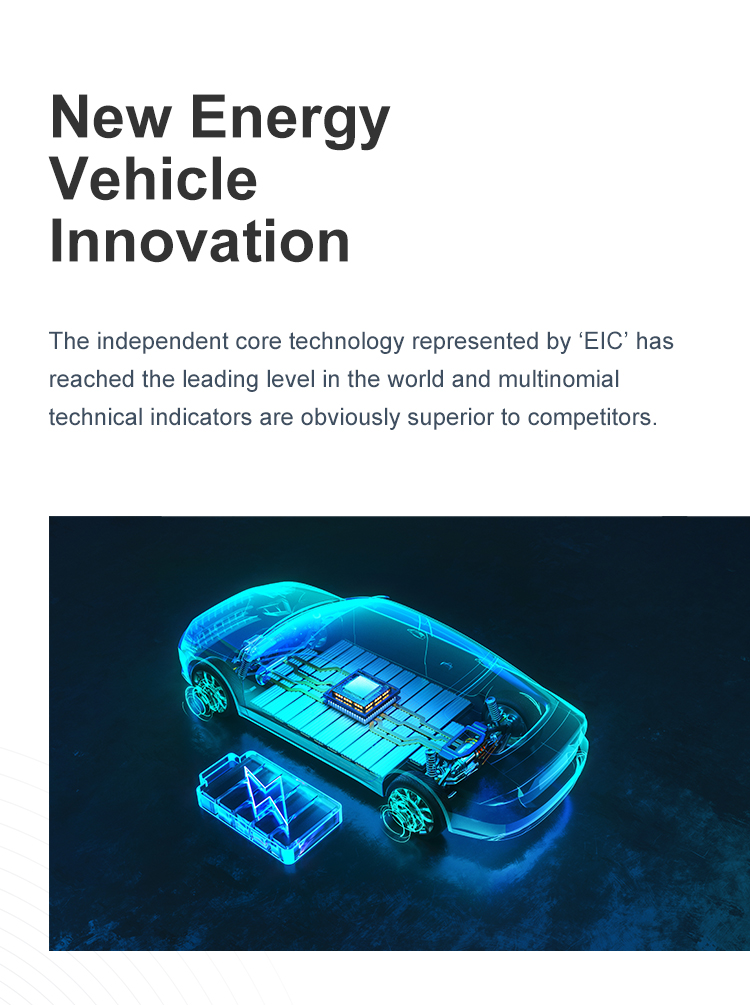 New Energy
Vehicle
Innovation
The independent core technology represented by ‘EIC’ has
reached the leading level in the world and multinomial
technical indicators are obviously superior to competitors.